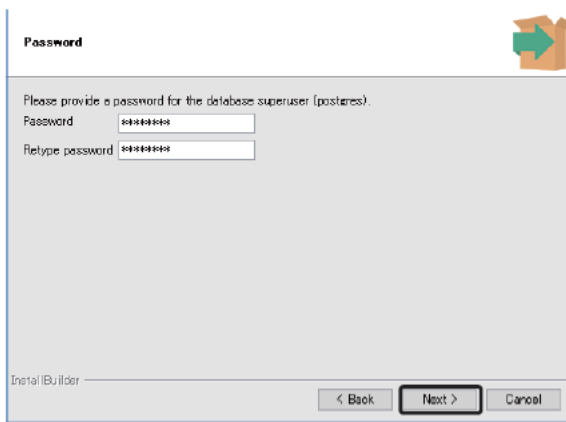 Password
Please provide a password for the database superuser (postgres).
Password ********
Retype password ********
InstallBuilder
< Back Next > Cancel